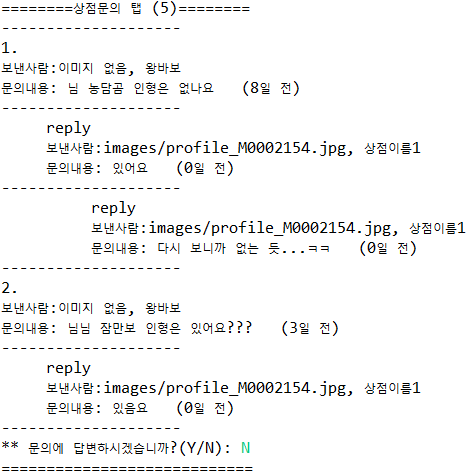 ========상점문의 탭 (5)========
--------------------
1.
보낸사람:이미지 없음, 왕바보
문의내용: 님 농담곰 인형은 없나요 (8일 전)
--------------------
reply
보낸사람:images/profile_M0002154.jpg, 상점이름1
문의내용: 있어요 (0일 전)
--------------------
reply
보낸사람:images/profile_M0002154.jpg, 상점이름1
문의내용: 다시 보니까 없는 듯...ㅋㅋ (0일 전)
--------------------
2.
보낸사람:이미지 없음, 왕바보
문의내용: 님님 잠만보 인형은 있어요??? (3일 전)
--------------------
reply
보낸사람:images/profile_M0002154.jpg, 상점이름1
문의내용: 있음요 (0일 전)
--------------------
** 문의에 답변하시겠습니까?(Y/N): N
============================